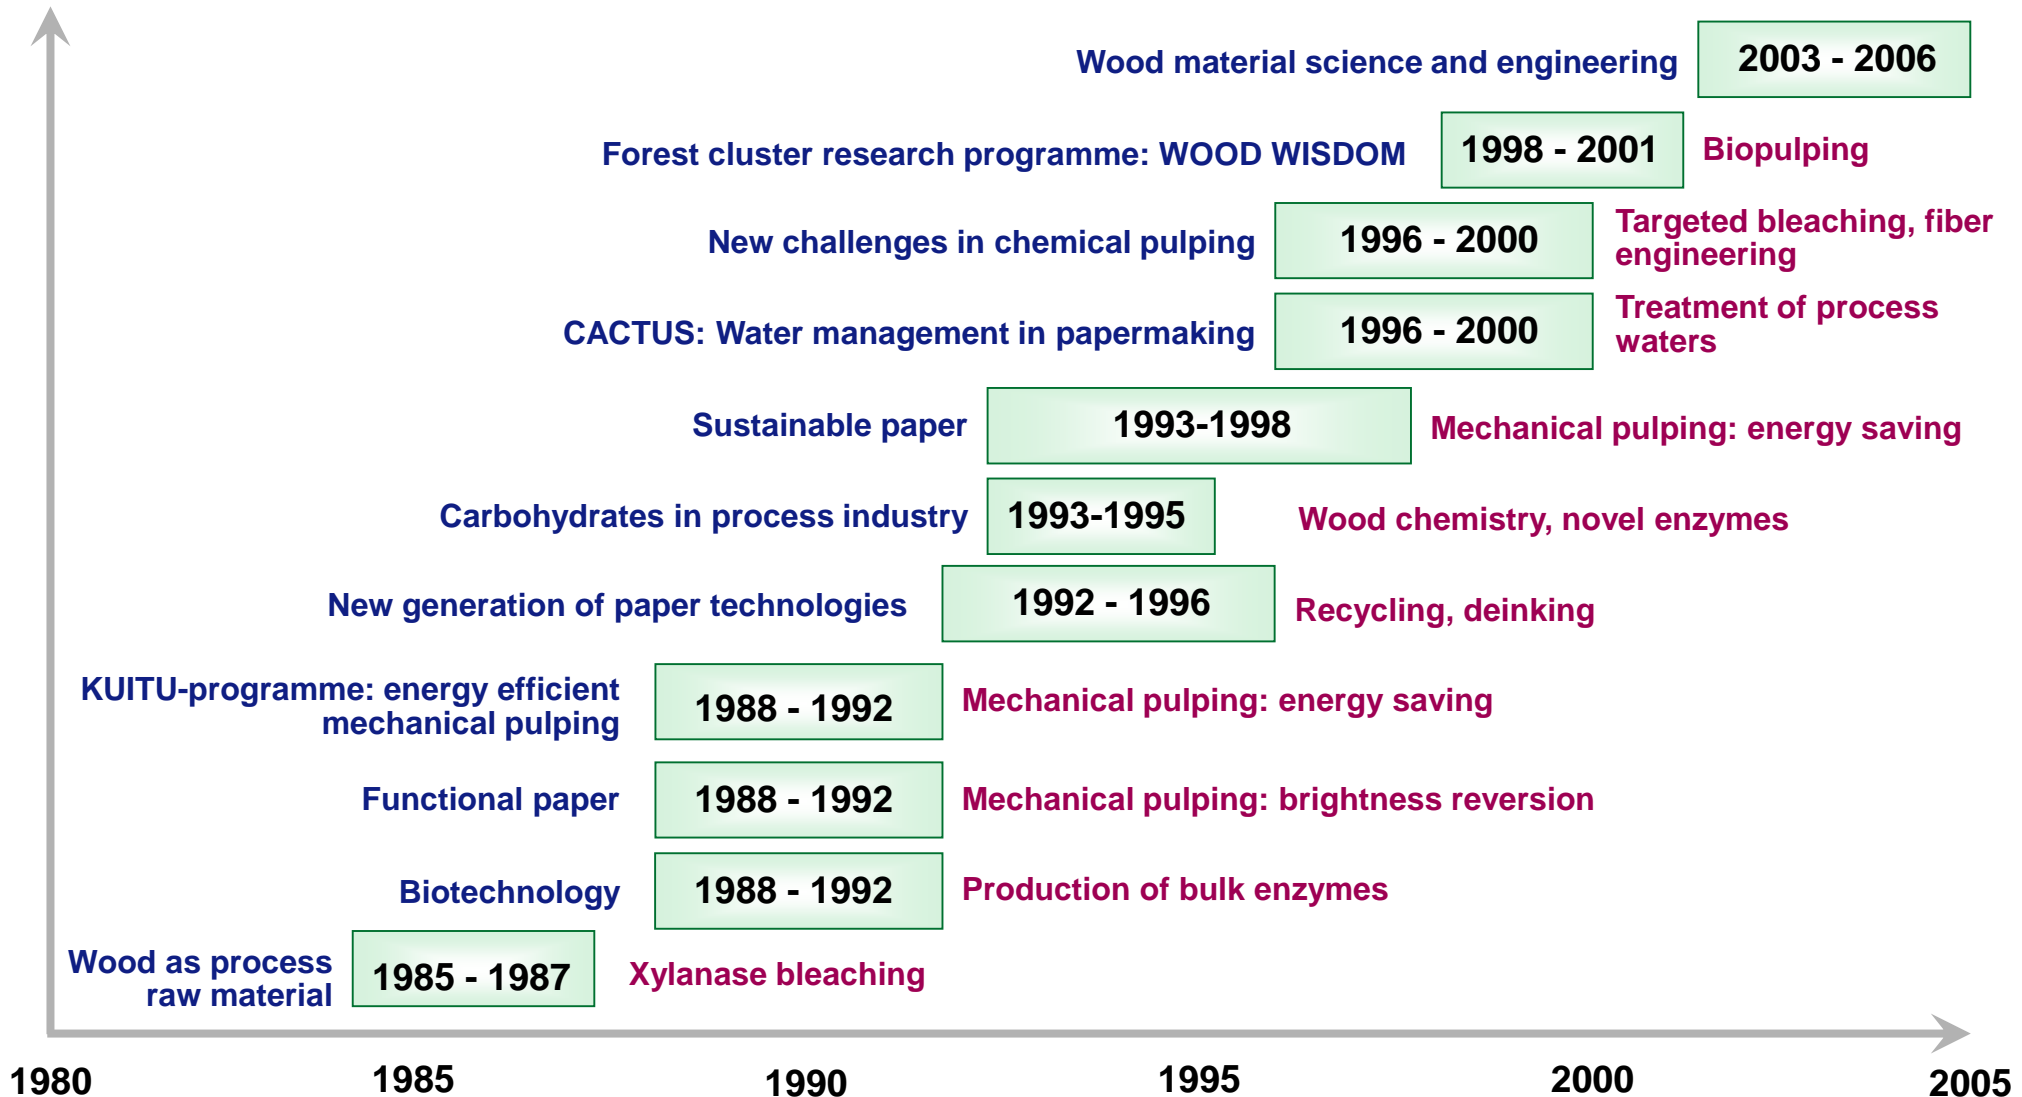 Wood material science and engineering
2003 - 2006
Forest cluster research programme: WOOD WISDOM
1998 - 2001
Biopulping
New challenges in chemical pulping
1996 - 2000
Targeted bleaching, fiber
engineering
CACTUS: Water management in papermaking
1996 - 2000
Treatment of process
waters
Sustainable paper
1993-1998
Mechanical pulping: energy saving
Carbohydrates in process industry
1993-1995
Wood chemistry, novel enzymes
New generation of paper technologies
1992 - 1996
Recycling, deinking
KUITU-programme: energy efficient
mechanical pulping
1988 - 1992
Mechanical pulping: energy saving
Functional paper
1988 - 1992
Mechanical pulping: brightness reversion
Biotechnology
1988 - 1992
Production of bulk enzymes
Wood as process
raw material
1985 - 1987
Xylanase bleaching
1980
1985
1990
1995
2000
2005